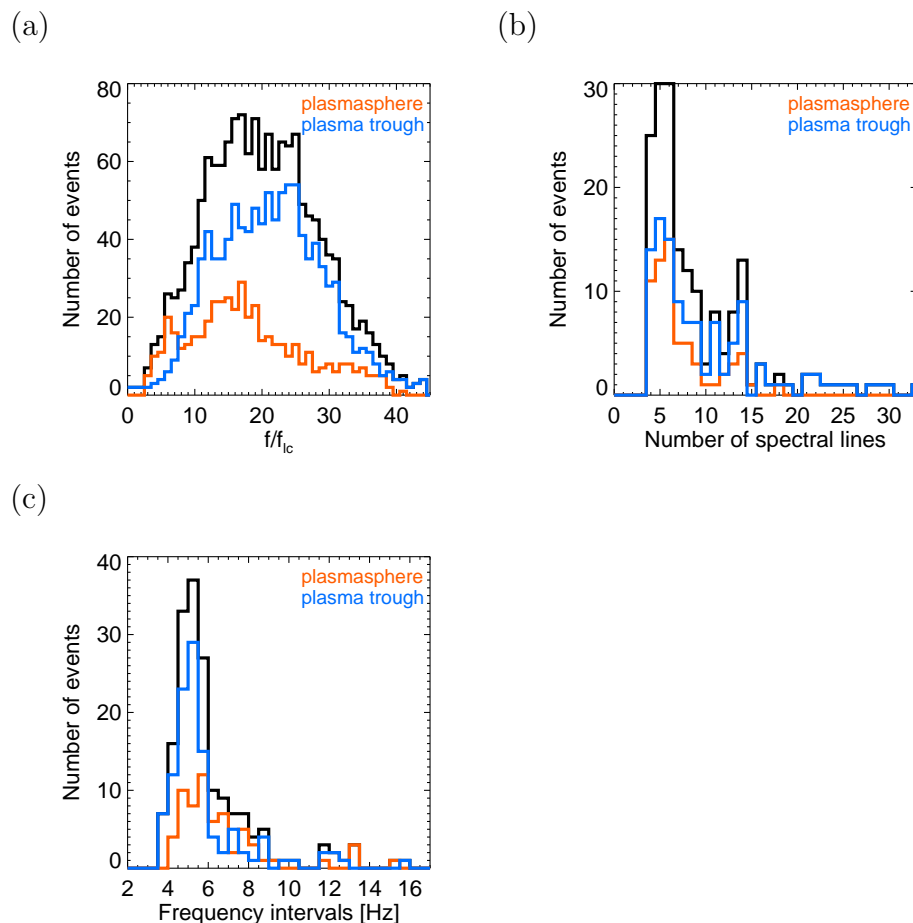 (a)
80
60
40
20
0
Number of events
plasmasphere
plasma trough
0 10 20 30 40
f/f_lc
(b)
30
20
10
0
Number of events
plasmasphere
plasma trough
0 5 10 15 20 25 30
Number of spectral lines
(c)
40
30
20
10
0
Number of events
plasmasphere
plasma trough
2 4 6 8 10 12 14 16
Frequency intervals [Hz]